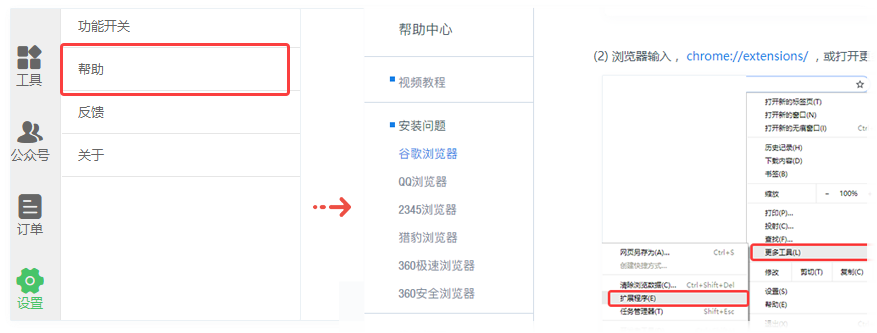 功能开关
帮助
反馈
关于
工具
公众号
订单
设置
帮助中心
视频教程
安装问题
谷歌浏览器
QQ浏览器
2345浏览器
猎豹浏览器
360极速浏览器
360安全浏览器
(2) 浏览器输入， chrome://extensions/ ，或打开更
打开新的标签页(T)
打开新的窗口(N)
打开新的无痕窗口(I) Ctr
历史记录(H)
下载内容(D)
书签(B)
缩放 - 100%
打印(P)...
投射(C)...
查找(F)...
更多工具(L)
修改 剪切(T) 复制(C)
设置(S)
帮助(E)
网页另存为(A)... Ctrl+S
创建快捷方式...
清除浏览数据(C)... Ctrl+Shift+Del
扩展程序(E)
任务管理器(T) Shift+Esc